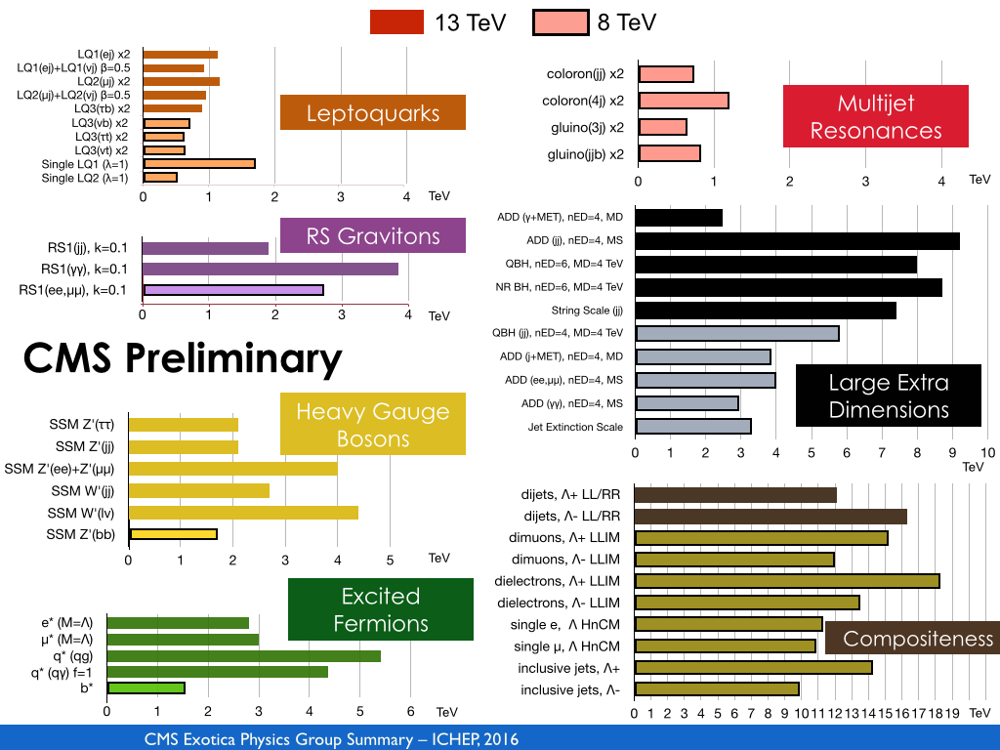 13 TeV
8 TeV
LQ1(ej) x2
LQ1(ej)+LQ1(νj) β=0.5
LQ2(μj) x2
LQ2(μj)+LQ2(νj) β=0.5
LQ3(τb) x2
LQ3(νb) x2
LQ3(τt) x2
LQ3(νt) x2
Single LQ1 (λ=1)
Single LQ2 (λ=1)
0 1 2 3 4 TeV
Leptoquarks
RS1(jj), k=0.1
RS1(γγ), k=0.1
RS1(ee,μμ), k=0.1
0 1 2 3 4 TeV
RS Gravitons
CMS Preliminary
SSM Z'(ττ)
SSM Z'(jj)
SSM Z'(ee)+Z'(μμ)
SSM W'(jj)
SSM W'(lv)
SSM Z'(bb)
0 1 2 3 4 5 TeV
Heavy Gauge
Bosons
e* (M=Λ)
μ* (M=Λ)
q* (qg)
q* (qγ) f=1
b*
0 1 2 3 4 5 6 TeV
Excited
Fermions
coloron(jj) x2
coloron(4j) x2
gluino(3j) x2
gluino(jjb) x2
0 1 2 3 4 TeV
Multijet
Resonances
ADD (γ+MET), nED=4, MD
ADD (jj), nED=4, MS
QBH, nED=6, MD=4 TeV
NR BH, nED=6, MD=4 TeV
String Scale (jj)
QBH (jj), nED=4, MD=4 TeV
ADD (j+MET), nED=4, MD
ADD (ee,μμ), nED=4, MS
ADD (γγ), nED=4, MS
Jet Extinction Scale
0 1 2 3 4 5 6 7 8 9 10
TeV
Large Extra
Dimensions
dijets, Λ+ LL/RR
dijets, Λ- LL/RR
dimuons, Λ+ LLIM
dimuons, Λ- LLIM
dielectrons, Λ+ LLIM
dielectrons, Λ- LLIM
single e, Λ HnCM
single μ, Λ HnCM
inclusive jets, Λ+
inclusive jets, Λ-
0 1 2 3 4 5 6 7 8 9 10 11 12 13 14 15 16 17 18 19 TeV
Compositeness
CMS Exotica Physics Group Summary – ICHEP, 2016